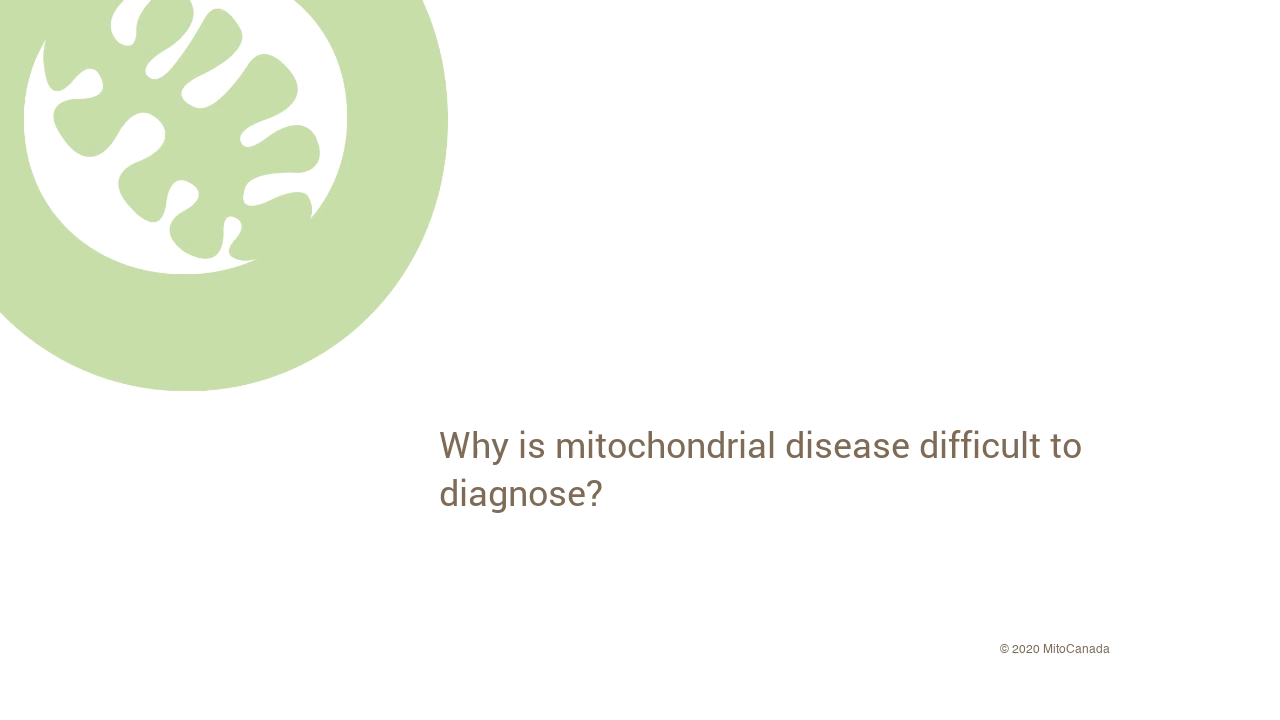 Why is mitochondrial disease difficult to
diagnose?
© 2020 MitoCanada